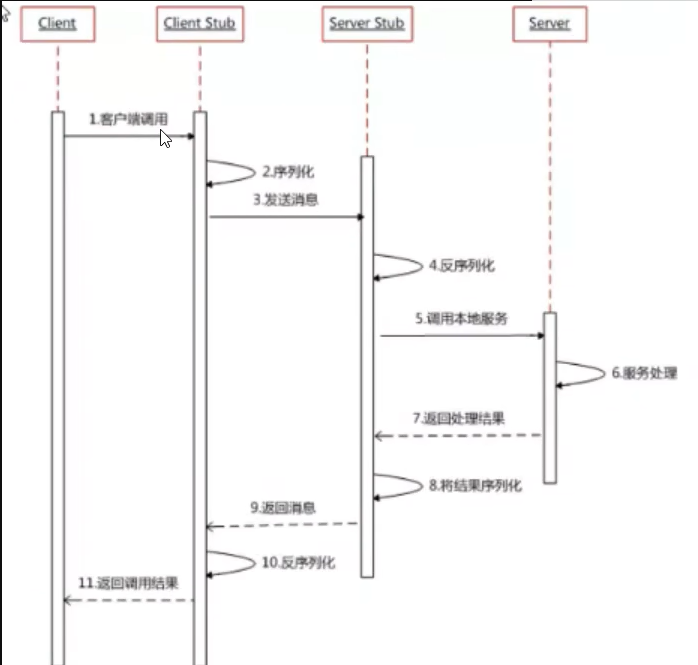 Client
Client Stub
Server Stub
Server
1.客户端调用
2.序列化
3.发送消息
4.反序列化
5.调用本地服务
6.服务处理
7.返回处理结果
8.将结果序列化
9.返回消息
10.反序列化
11.返回调用结果